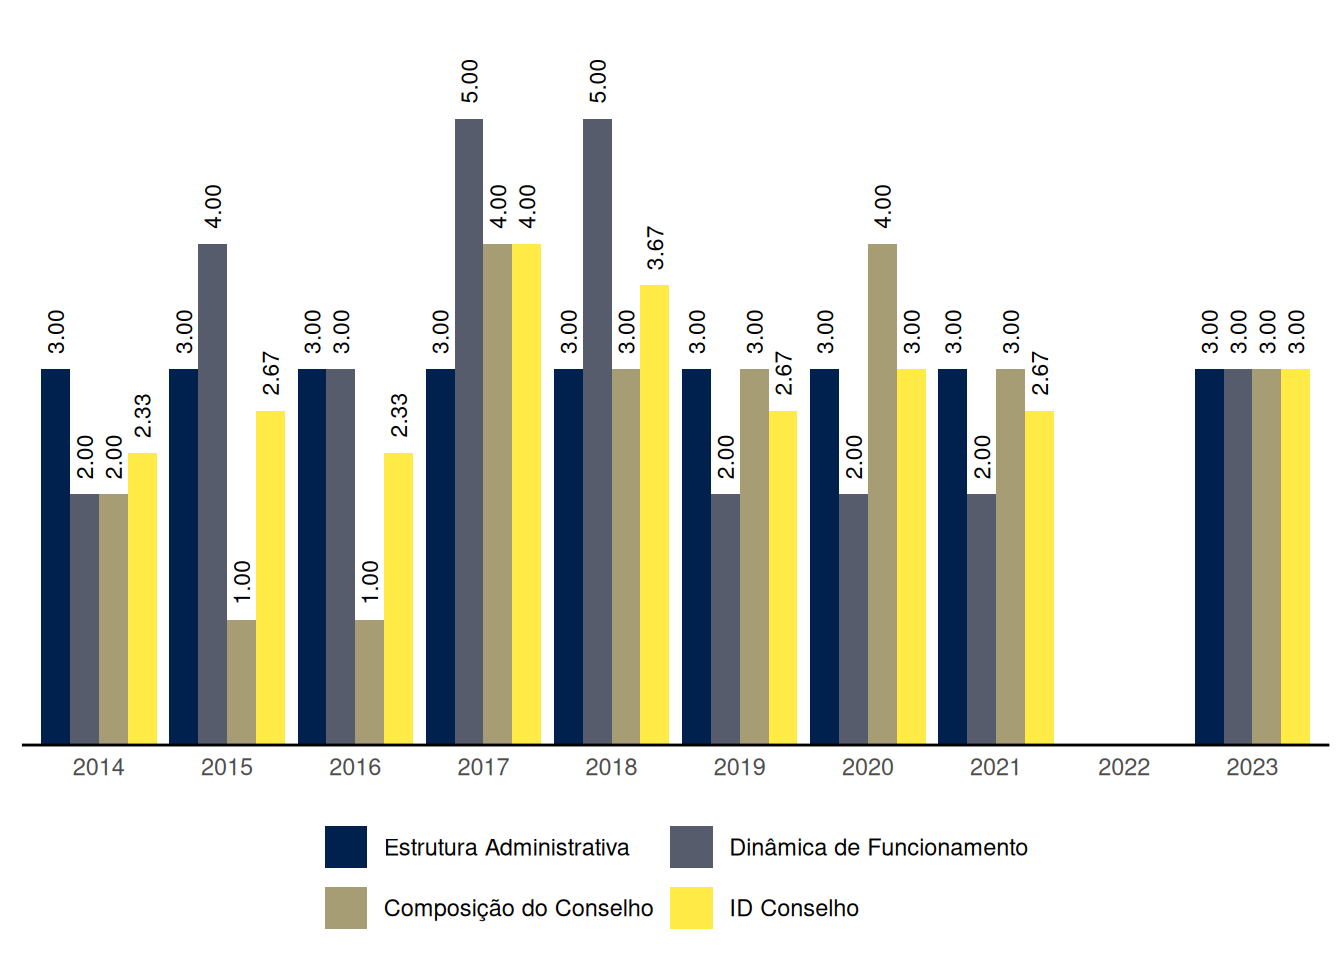 5.00 5.00
4.00 4.00 4.00 4.00
3.67
3.00 3.00 3.00 3.00 3.00 3.00 3.00 3.00 3.00 3.00 3.00 3.00 3.00 3.00 3.00 3.00 3.00
2.67 2.67 2.67
2.33 2.33
2.00 2.00 2.00 2.00 2.00
1.00 1.00
2014 2015 2016 2017 2018 2019 2020 2021 2022 2023
Estrutura Administrativa Dinâmica de Funcionamento
Composição do Conselho ID Conselho